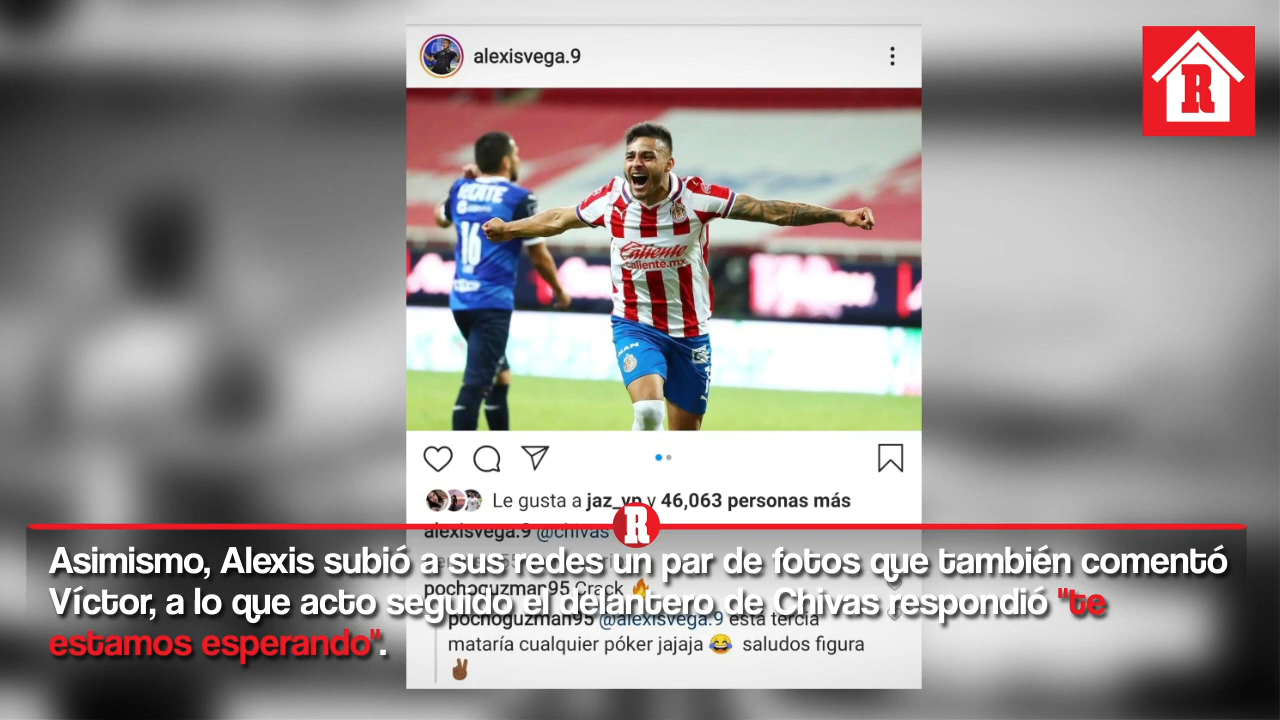 alexisvega.9
R
TECATE
16
Caliente
caliente.mx
Le gusta a jaz_vp y 46,063 personas más
R
alexisvega.9 @chivas
Asimismo, Alexis subió a sus redes un par de fotos que también comentó
pochoguzman95 Crack 🔥
Víctor, a lo que acto seguido el delantero de Chivas respondió "te
pochoguzman95 @alexisvega.9 esta tercia
estamos esperando".
mataría cualquier póker jajaja 😂 saludos figura
✌🏾